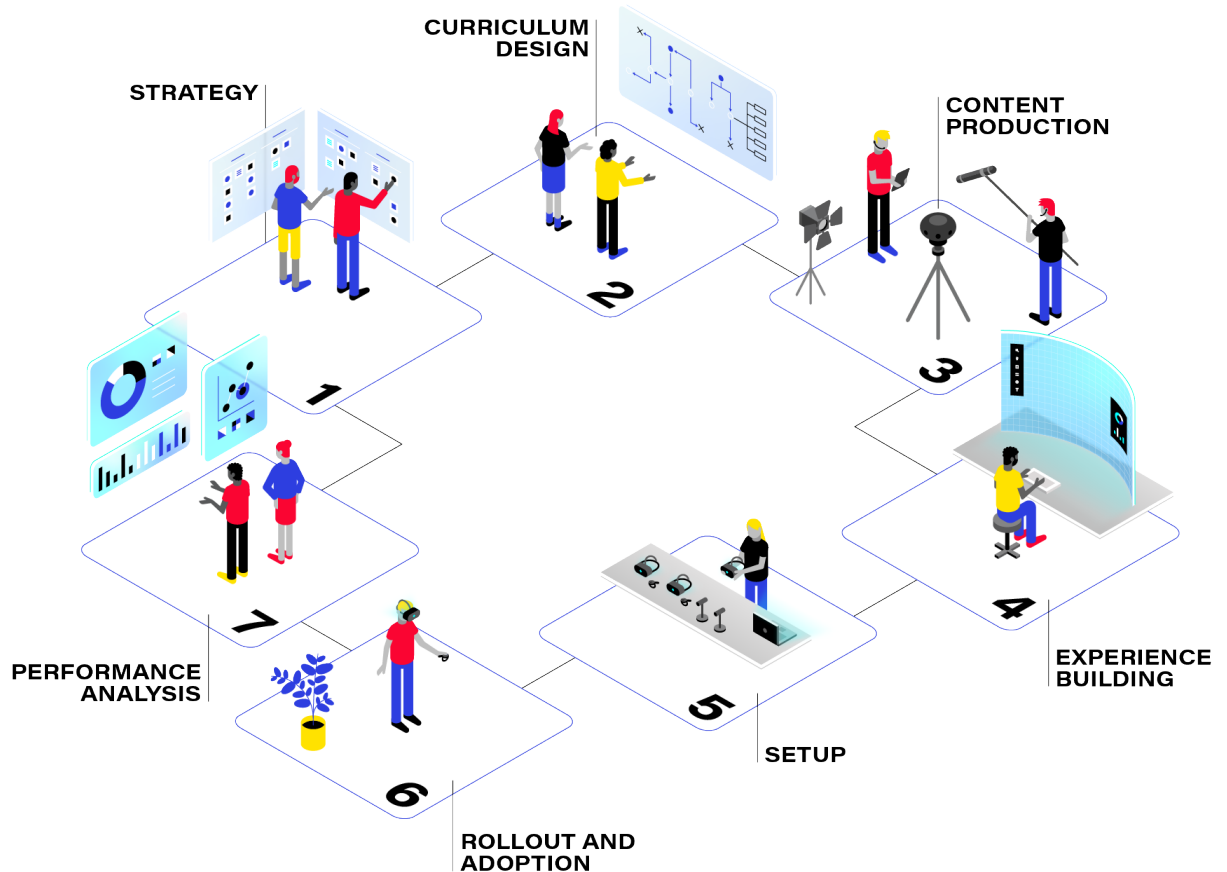 STRATEGY
1
CURRICULUM
DESIGN
2
CONTENT
PRODUCTION
3
4
EXPERIENCE
BUILDING
5
SETUP
6
ROLLOUT AND
ADOPTION
7
PERFORMANCE
ANALYSIS